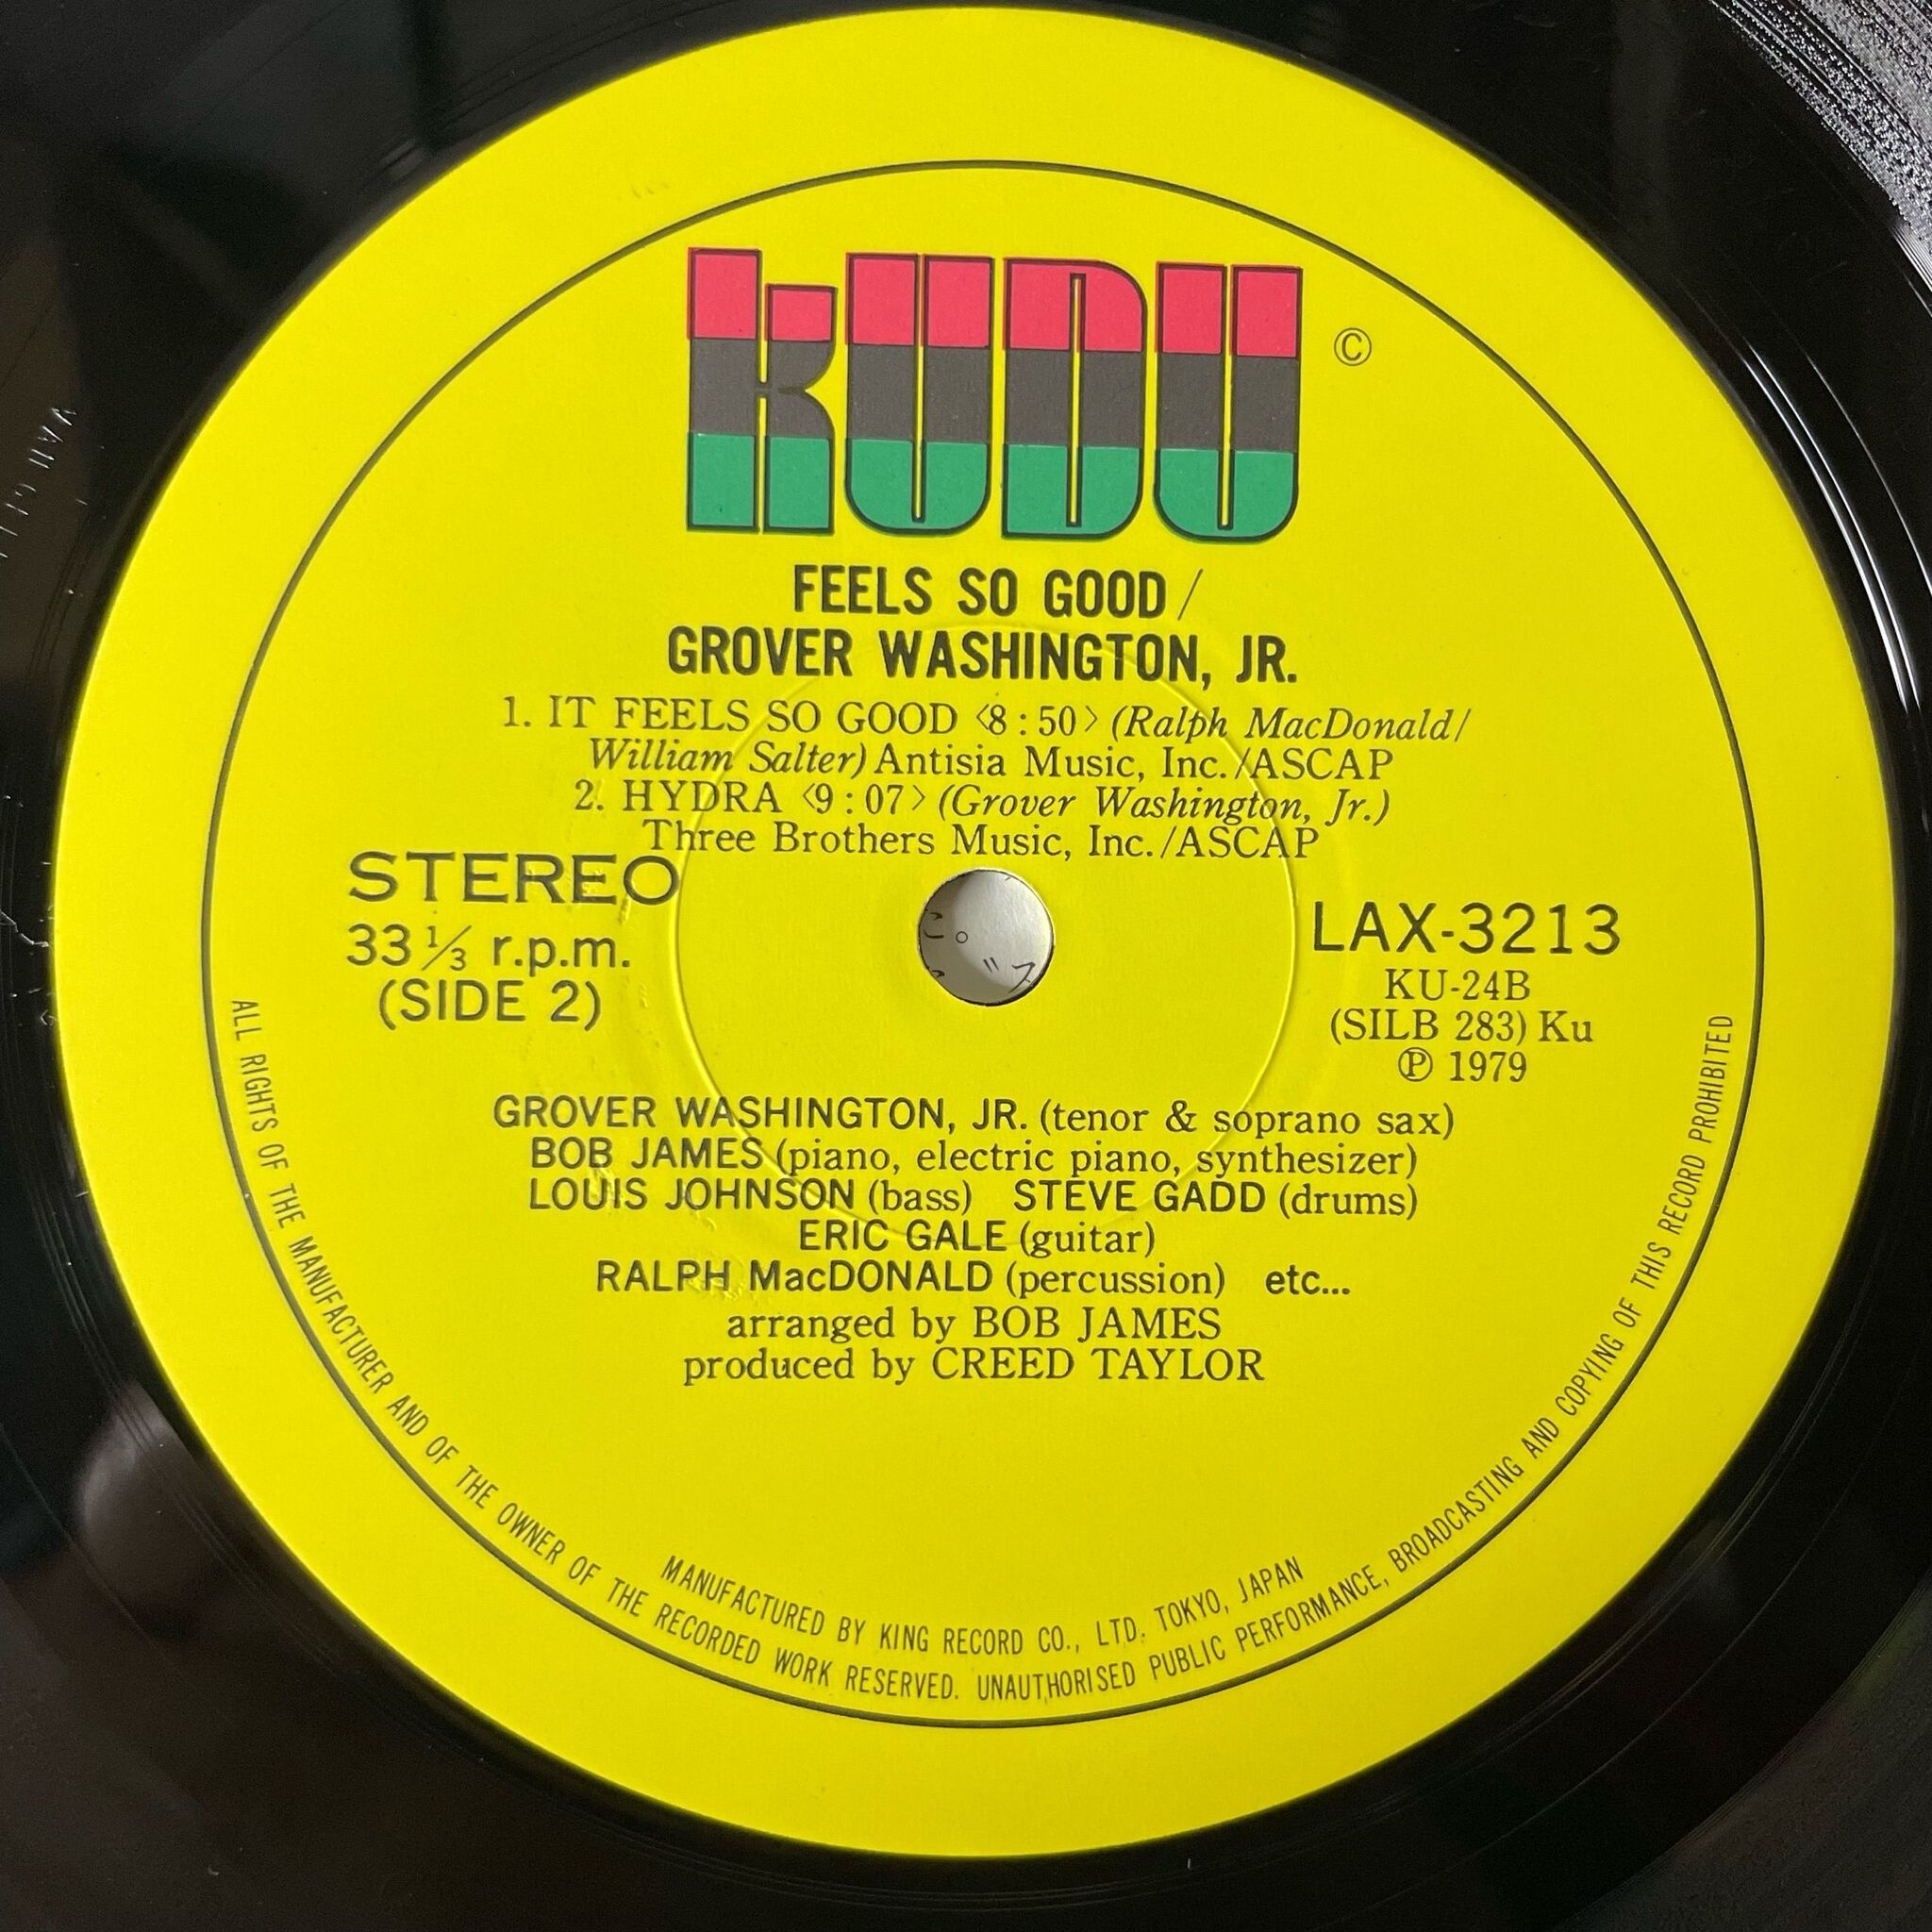 KUDU ©
FEELS SO GOOD /
GROVER WASHINGTON, JR.
1. IT FEELS SO GOOD 〈8 : 50〉 (Ralph MacDonald/
William Salter) Antisia Music, Inc./ASCAP
2. HYDRA 〈9 : 07〉 (Grover Washington, Jr.)
Three Brothers Music, Inc./ASCAP
STEREO
33 1/3 r.p.m.
(SIDE 2)
LAX-3213
KU-24B
(SILB 283) Ku
Ⓟ 1979
GROVER WASHINGTON, JR. (tenor & soprano sax)
BOB JAMES (piano, electric piano, synthesizer)
LOUIS JOHNSON (bass) STEVE GADD (drums)
ERIC GALE (guitar)
RALPH MacDONALD (percussion) etc...
arranged by BOB JAMES
produced by CREED TAYLOR
MANUFACTURED BY KING RECORD CO., LTD. TOKYO, JAPAN
ALL RIGHTS OF THE MANUFACTURER AND OF THE OWNER OF THE RECORDED WORK RESERVED. UNAUTHORISED PUBLIC PERFORMANCE, BROADCASTING AND COPYING OF THIS RECORD PROHIBITED